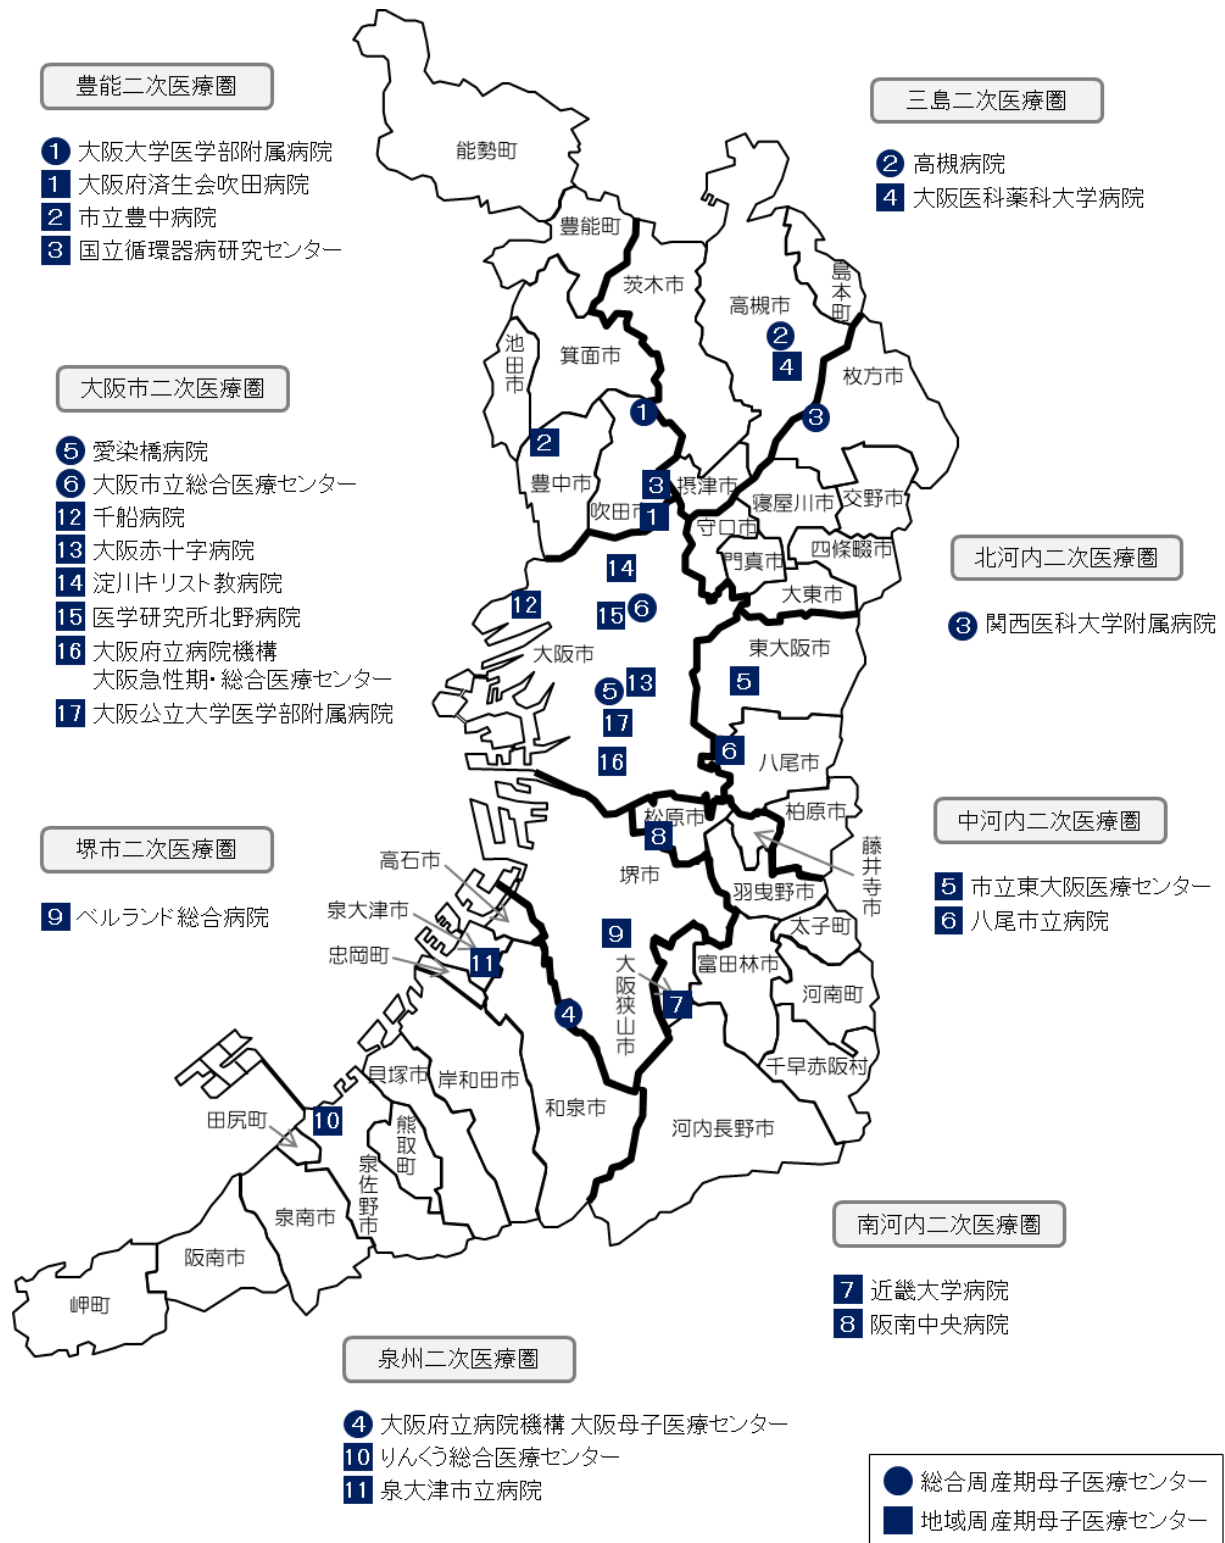 豊能二次医療圏
1 大阪大学医学部附属病院
1 大阪府済生会吹田病院
2 市立豊中病院
3 国立循環器病研究センター
三島二次医療圏
2 高槻病院
4 大阪医科薬科大学病院
大阪市二次医療圏
5 愛染橋病院
6 大阪市立総合医療センター
12 千船病院
13 大阪赤十字病院
14 淀川キリスト教病院
15 医学研究所北野病院
16 大阪府立病院機構
大阪急性期・総合医療センター
17 大阪公立大学医学部附属病院
北河内二次医療圏
3 関西医科大学附属病院
堺市二次医療圏
9 ベルランド総合病院
中河内二次医療圏
5 市立東大阪医療センター
6 八尾市立病院
南河内二次医療圏
7 近畿大学病院
8 阪南中央病院
泉州二次医療圏
4 大阪府立病院機構 大阪母子医療センター
10 りんくう総合医療センター
11 泉大津市立病院
総合周産期母子医療センター
地域周産期母子医療センター
能勢町
豊能町
茨木市
高槻市
島本町
2
4
池田市
箕面市
枚方市
1
3
2
豊中市
3
摂津市
吹田市
1
守口市
寝屋川市
交野市
門真市
四條畷市
大東市
14
12
15
6
大阪市
東大阪市
5
13
5
17
6
16
八尾市
松原市
8
柏原市
藤井寺市
高石市
堺市
羽曳野市
泉大津市
9
太子町
忠岡町
11
大阪狭山市
富田林市
7
河南町
4
千早赤阪村
貝塚市
岸和田市
和泉市
河内長野市
10
田尻町
熊取町
泉佐野市
泉南市
阪南市
岬町